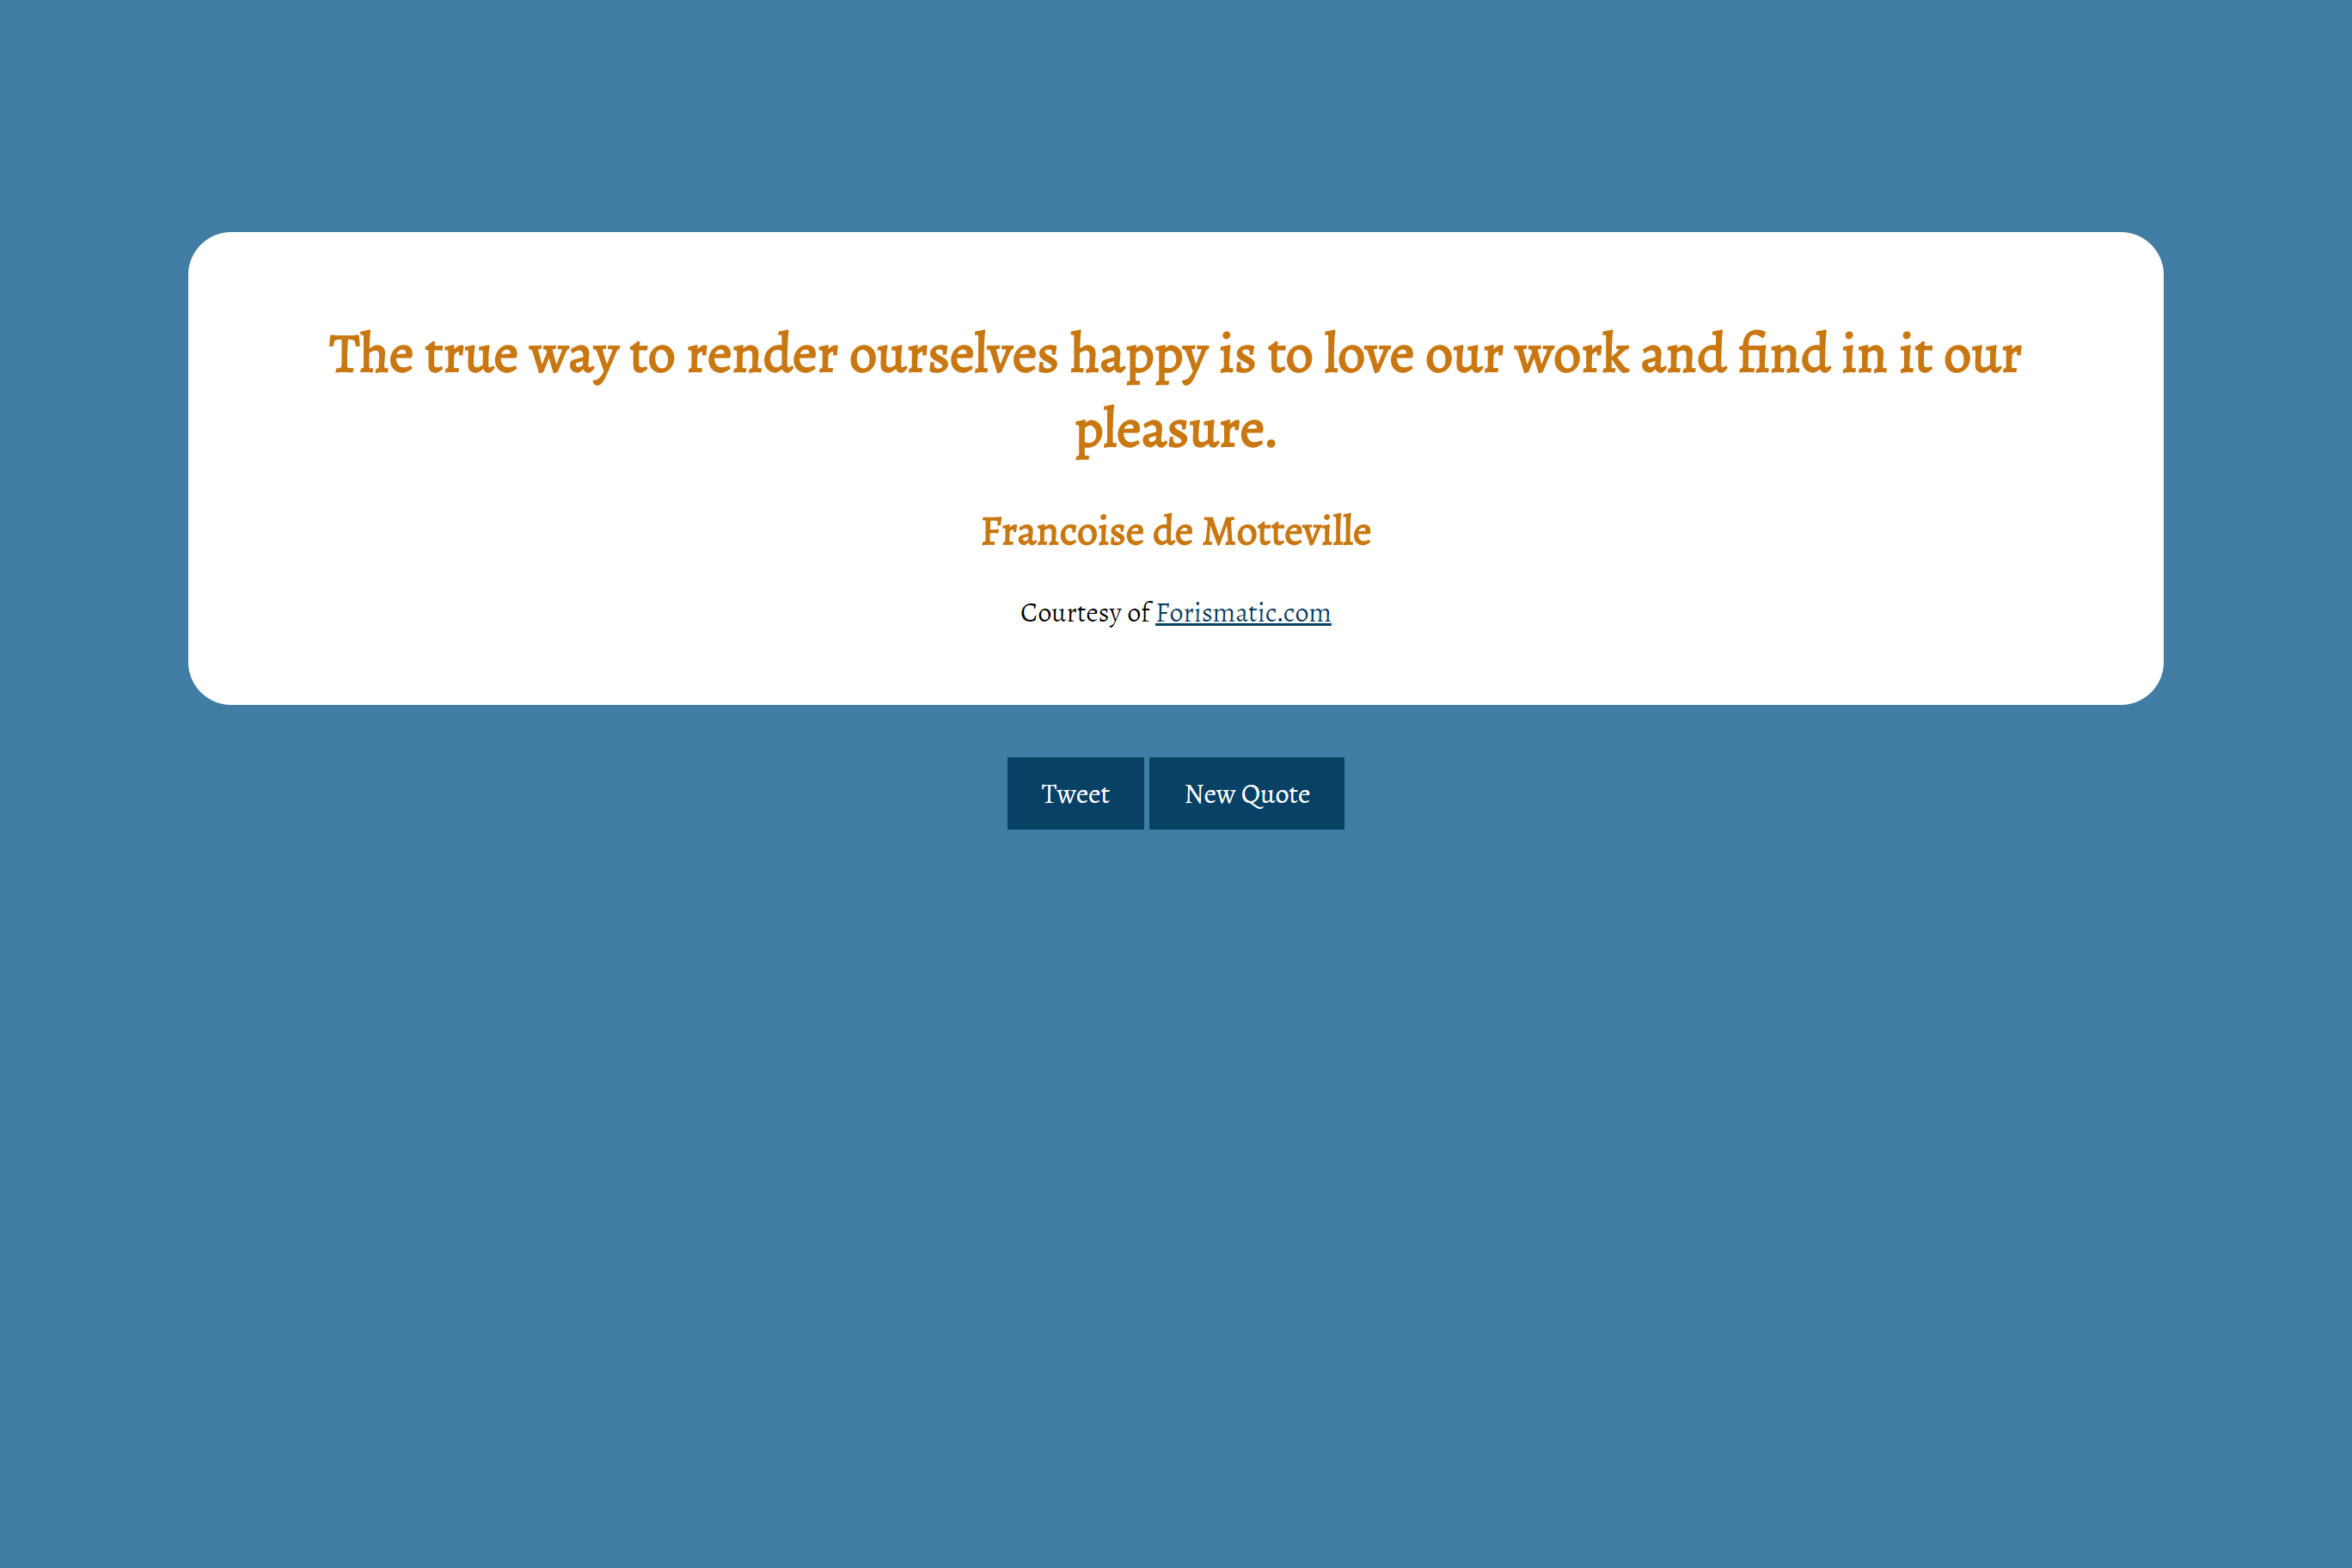 The true way to render ourselves happy is to love our work and find in it our
pleasure.
Francoise de Motteville
Courtesy of Forismatic.com
Tweet
New Quote